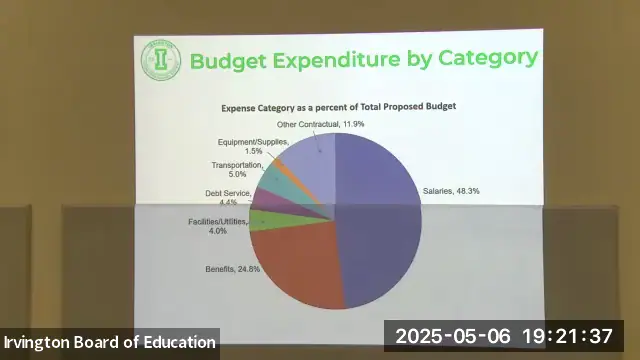 I
Budget Expenditure by Category
Expense Category as a percent of Total Proposed Budget
Other Contractual, 11.9%
Equipment/Supplies,
1.5%
Transportation,
5.0%
Debt Service,
4.4%
Facilities/Utilities,
4.0%
Benefits, 24.8%
Salaries, 48.3%
Irvington Board of Education
2025-05-06 19:21:37